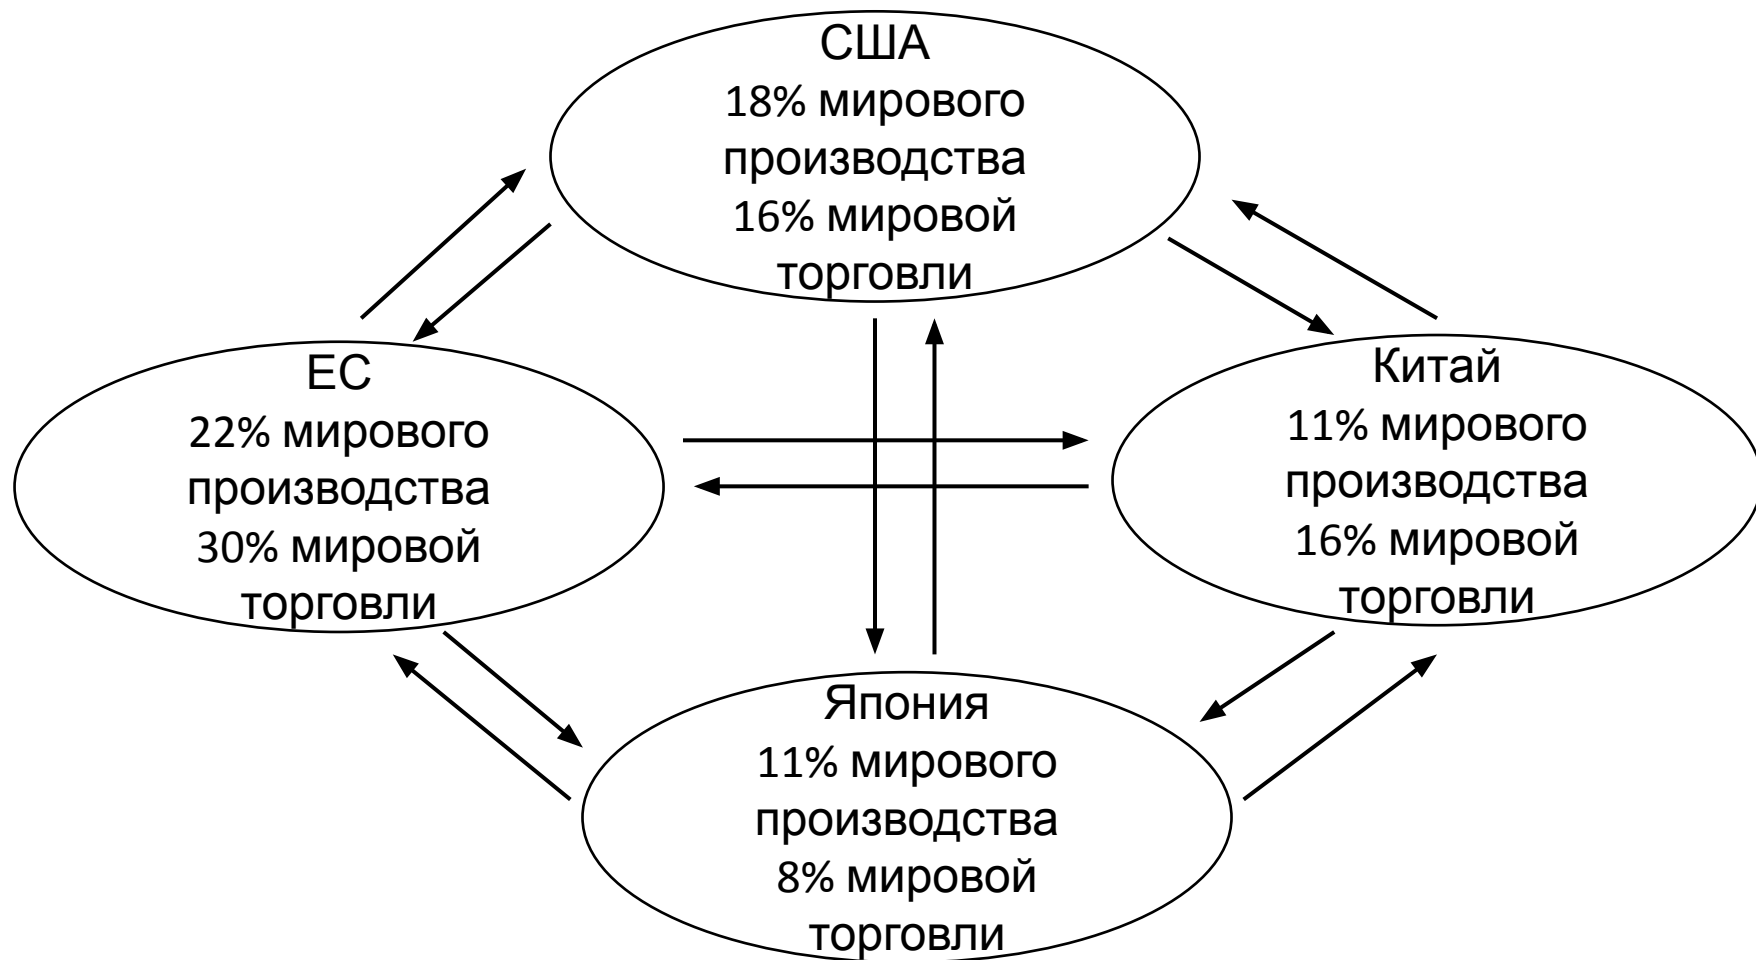 США
18% мирового
производства
16% мировой
торговли
ЕС
22% мирового
производства
30% мировой
торговли
Китай
11% мирового
производства
16% мировой
торговли
Япония
11% мирового
производства
8% мировой
торговли